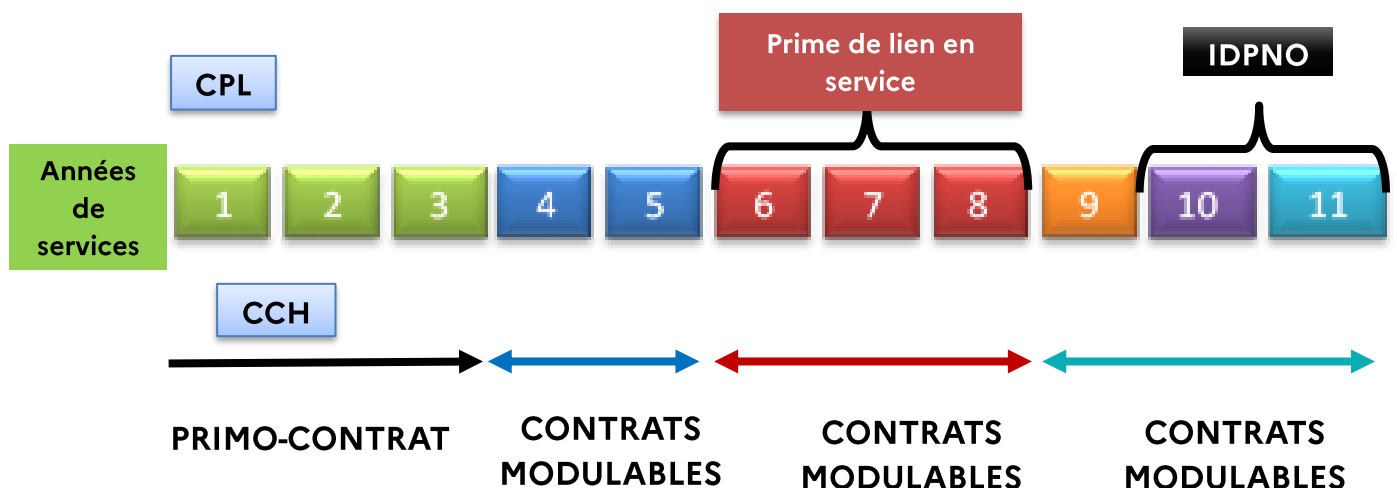 CPL
Prime de lien en
service
IDPNO
Années
de
services
1
2
3
4
5
6
7
8
9
10
11
CCH
PRIMO-CONTRAT
CONTRATS
MODULABLES
CONTRATS
MODULABLES
CONTRATS
MODULABLES